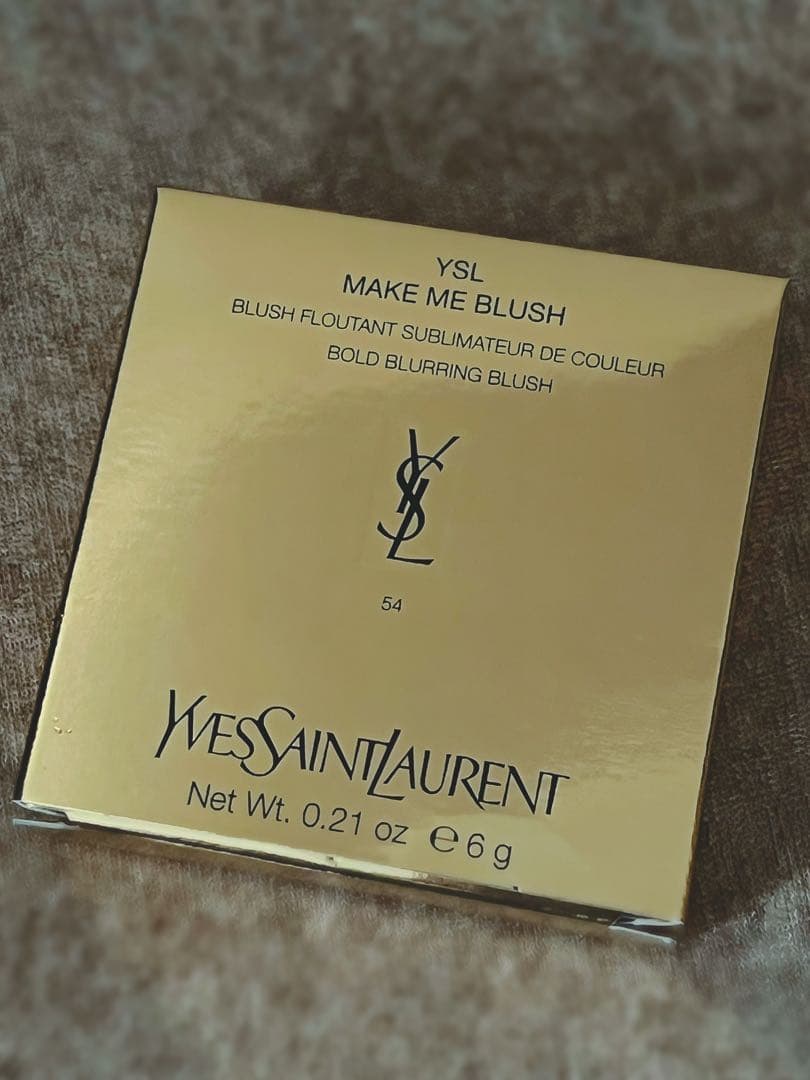 YSL
MAKE ME BLUSH
BLUSH FLOUTANT SUBLIMATEUR DE COULEUR
BOLD BLURRING BLUSH
YSL
54
YVESSAINTLAURENT
Net Wt. 0.21 oz ℮ 6 g